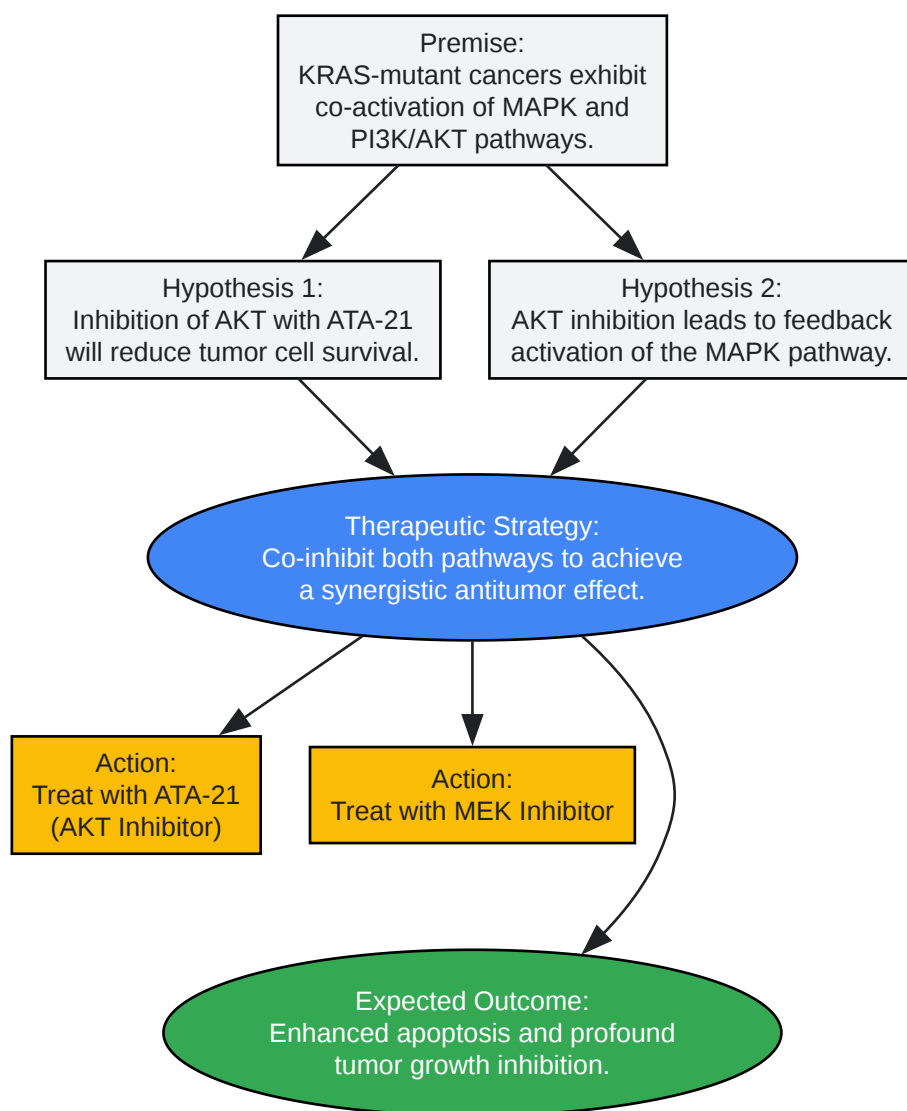 Premise:
KRAS-mutant cancers exhibit
co-activation of MAPK and
PI3K/AKT pathways.
Hypothesis 1:
Inhibition of AKT with ATA-21
will reduce tumor cell survival.
Hypothesis 2:
AKT inhibition leads to feedback
activation of the MAPK pathway.
Therapeutic Strategy:
Co-inhibit both pathways to achieve
a synergistic antitumor effect.
Action:
Treat with ATA-21
(AKT Inhibitor)
Action:
Treat with MEK Inhibitor
Expected Outcome:
Enhanced apoptosis and profound
tumor growth inhibition.